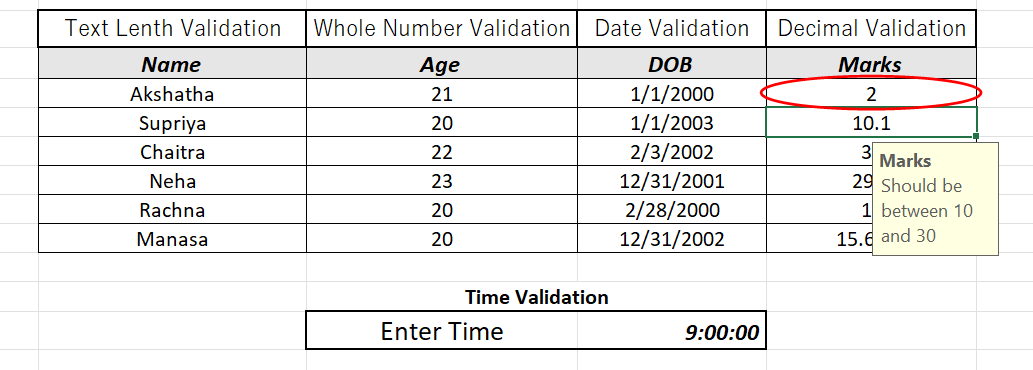 Text Lenth Validation Whole Number Validation Date Validation Decimal Validation
Name Age DOB Marks
Akshatha 21 1/1/2000 2
Supriya 20 1/1/2003 10.1
Chaitra 22 2/3/2002
Neha 23 12/31/2001
Rachna 20 2/28/2000
Manasa 20 12/31/2002
Marks
Should be
between 10
and 30
Time Validation
Enter Time 9:00:00